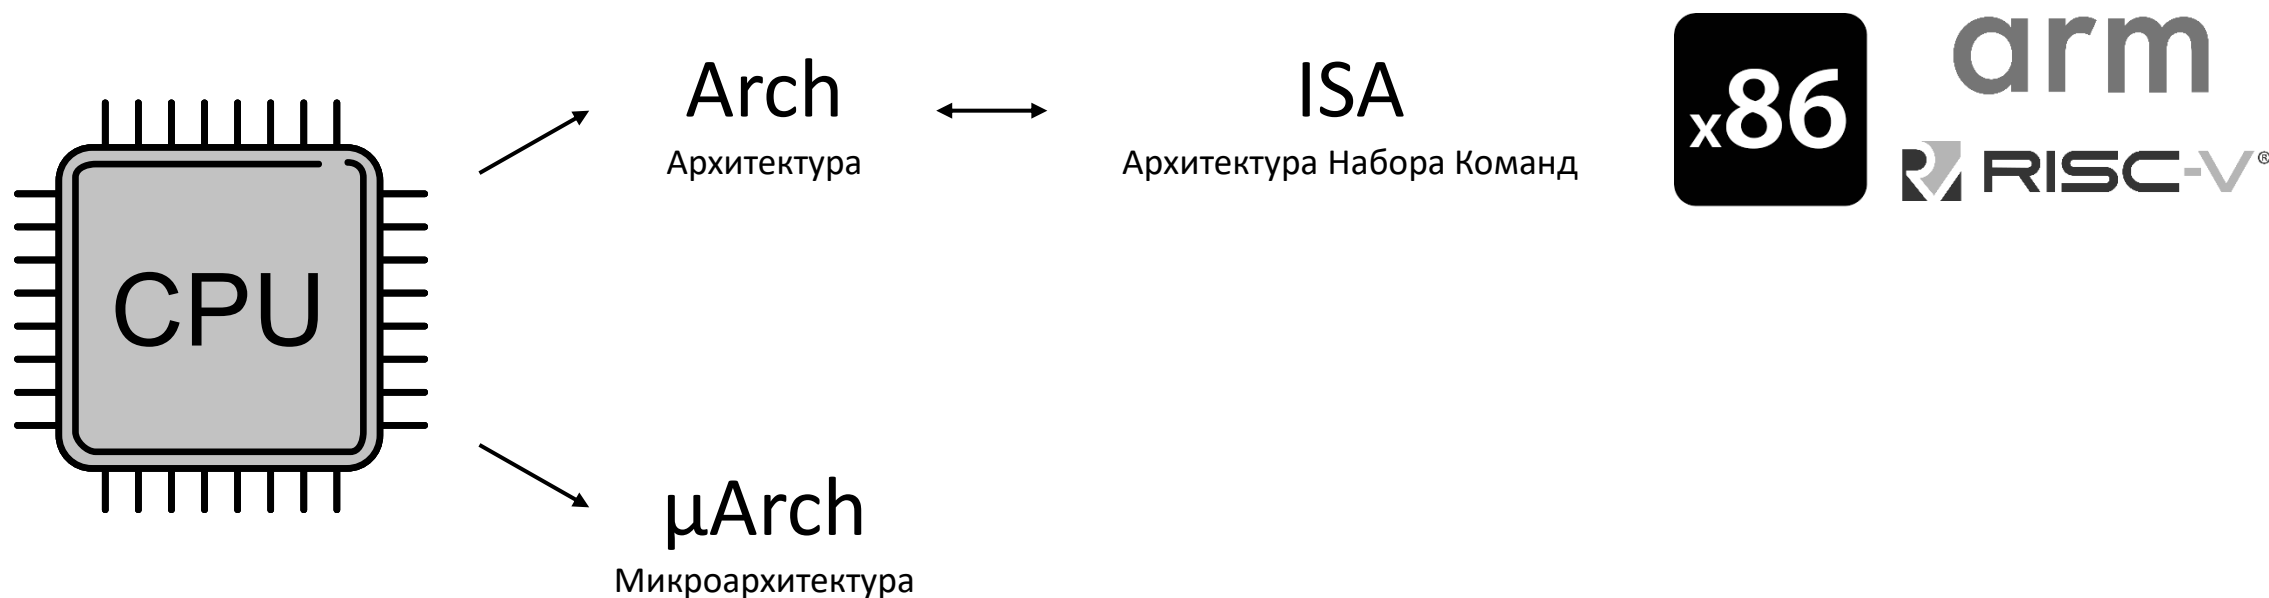 CPU
Arch
Архитектура
ISA
Архитектура Набора Команд
x86
arm
RISC-V®
µArch
Микроархитектура